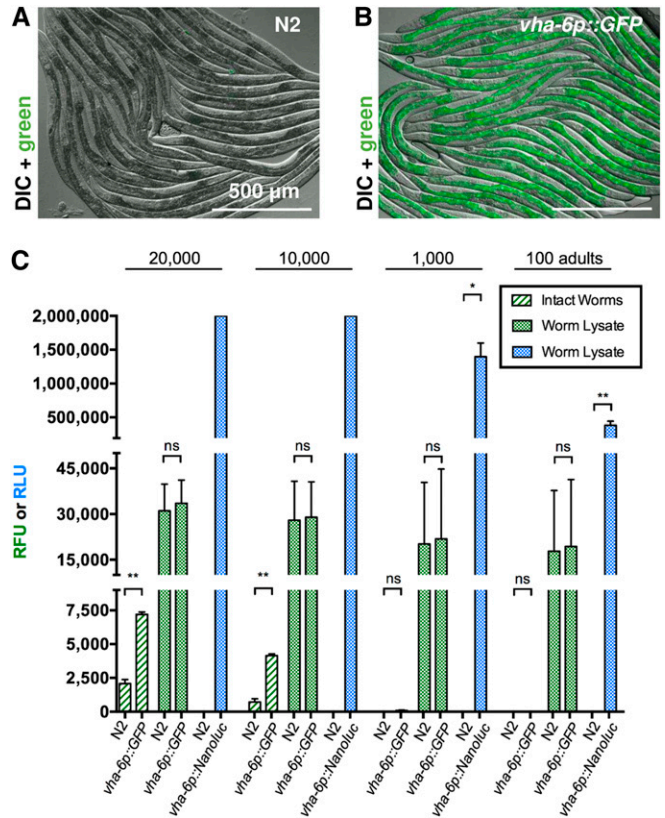 A
N2
DIC + green
500 μm
B
vha-6p::GFP
DIC + green
C
20,000
10,000
1,000
100 adults
Intact Worms
Worm Lysate
Worm Lysate
RFU or RLU
2,000,000
1,500,000
1,000,000
500,000
45,000
30,000
15,000
7,500
5,000
2,500
0
**
ns
**
ns
ns
ns
*
ns
ns
**
N2
vha-6p::GFP
N2
vha-6p::GFP
N2
vha-6p::Nanoluc
N2
vha-6p::GFP
N2
vha-6p::GFP
N2
vha-6p::Nanoluc
N2
vha-6p::GFP
N2
vha-6p::GFP
N2
vha-6p::Nanoluc
N2
vha-6p::GFP
N2
vha-6p::GFP
N2
vha-6p::Nanoluc